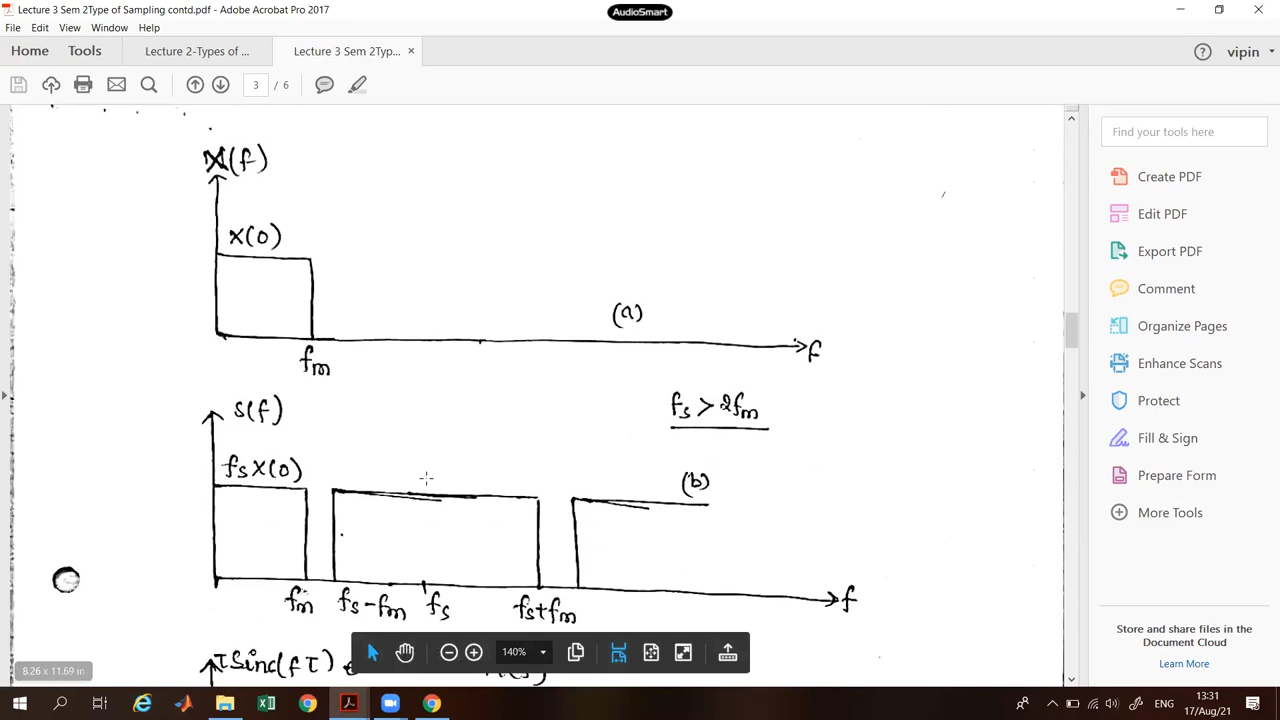 Lecture 3 Sem 2Type of Sampling contd.pdf - Adobe Acrobat Pro 2017
AudioSmart
File Edit View Window Help
Home Tools Lecture 2-Types of ... Lecture 3 Sem 2Typ... × vipin
3 / 6
X(f)
X(0)
(a)
fm
f
S(f)
fs > 2fm
fs X(0)
(b)
fm fs-fm fs fs+fm f
τ Sinc(fτ)
140%
8.26 x 11.69 in
Find your tools here
Create PDF
Edit PDF
Export PDF
Comment
Organize Pages
Enhance Scans
Protect
Fill & Sign
Prepare Form
More Tools
Store and share files in the
Document Cloud
Learn More
ENG
13:31
17/Aug/21